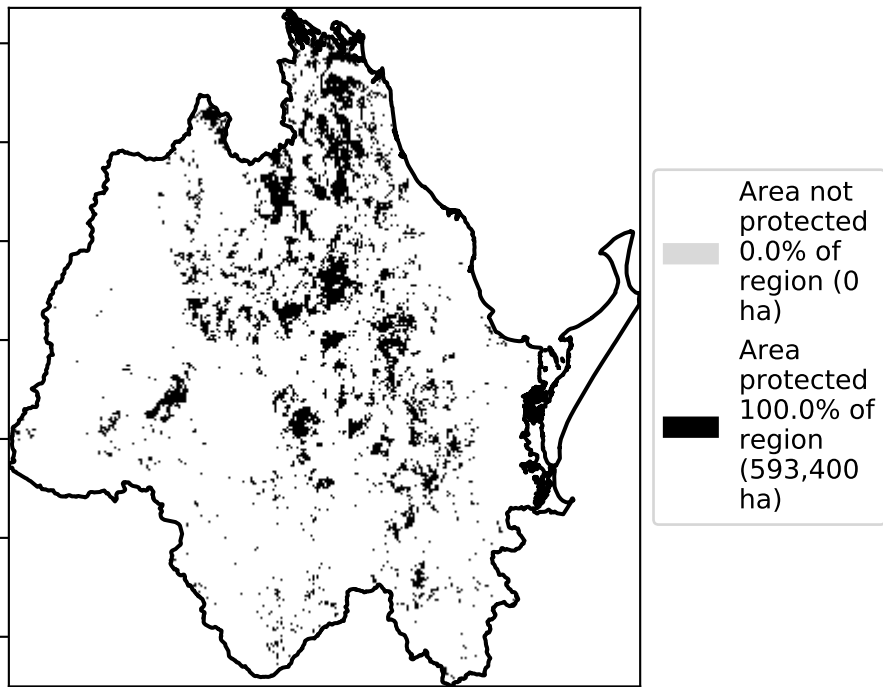 Area not
protected
0.0% of
region (0
ha)
Area
protected
100.0% of
region
(593,400
ha)